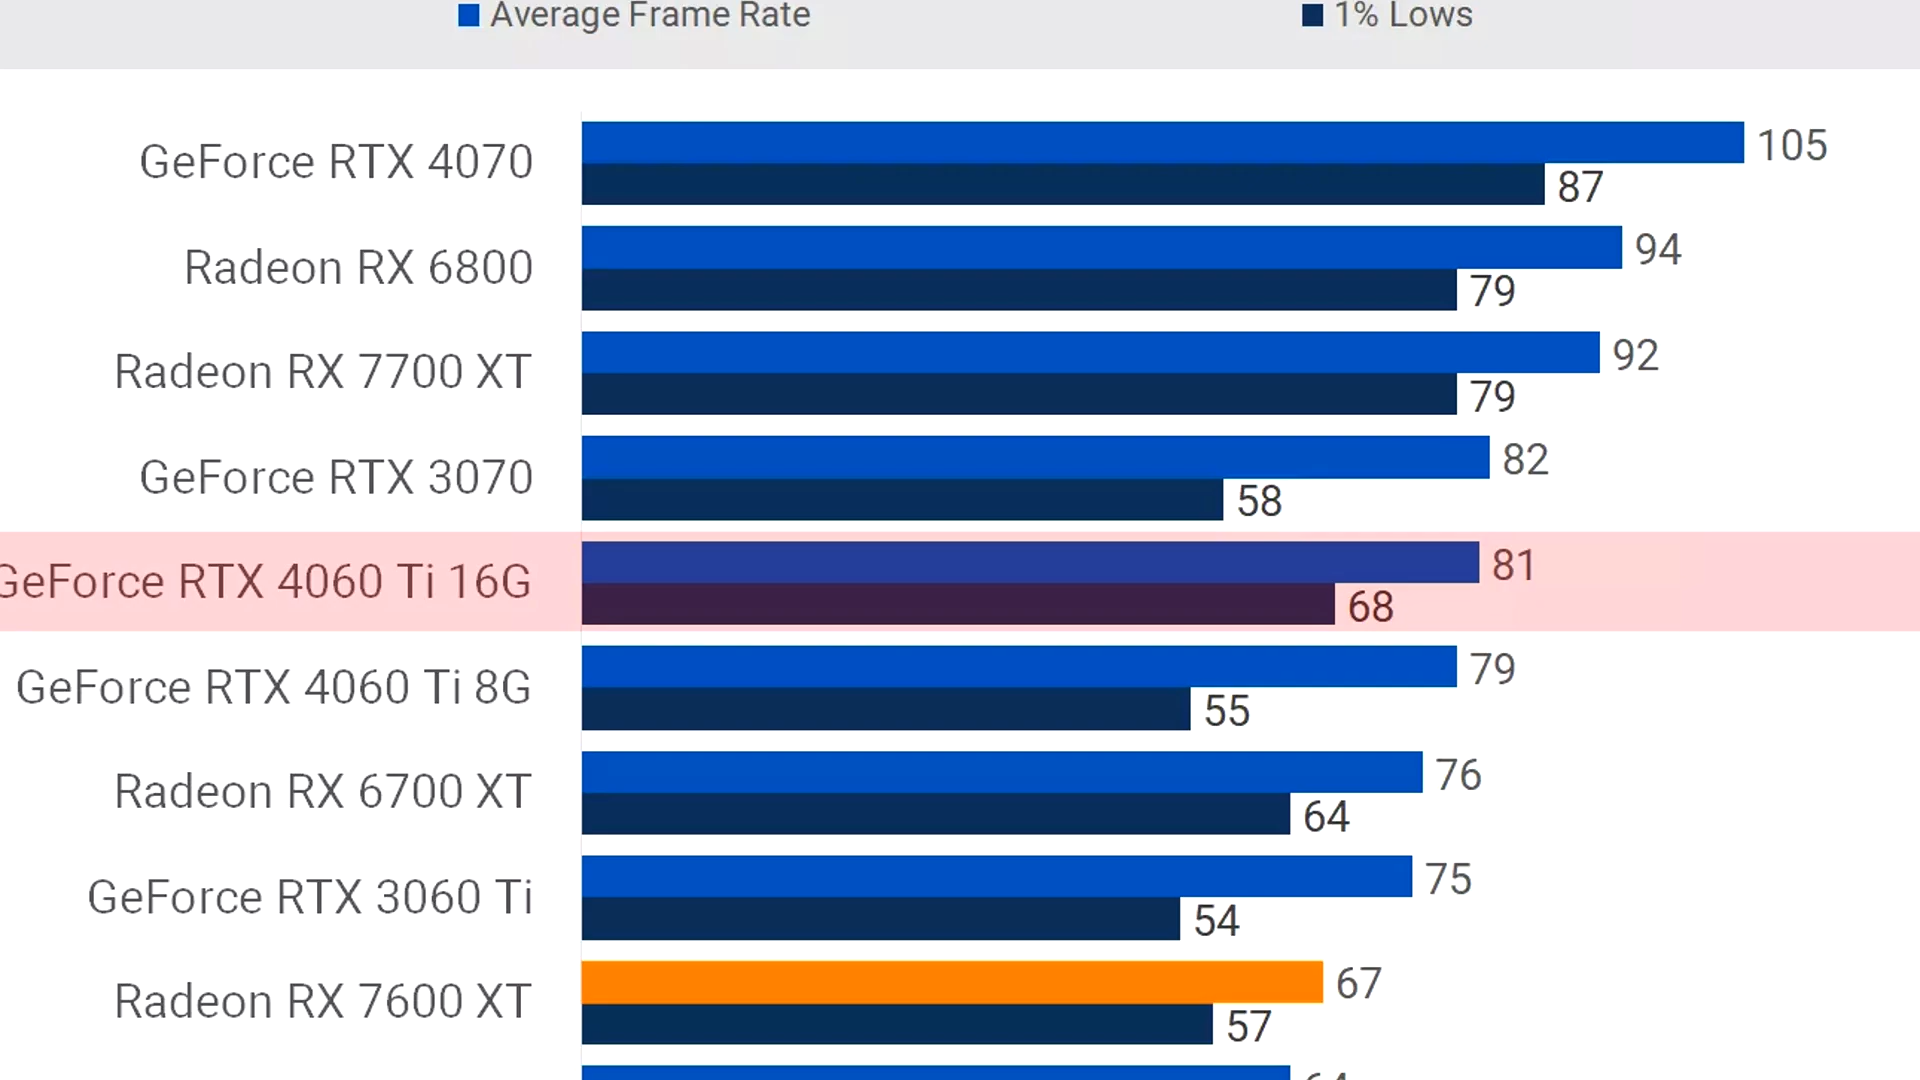 Average Frame Rate 1% Lows
GeForce RTX 4070 105
87
Radeon RX 6800 94
79
Radeon RX 7700 XT 92
79
GeForce RTX 3070 82
58
GeForce RTX 4060 Ti 16G 81
68
GeForce RTX 4060 Ti 8G 79
55
Radeon RX 6700 XT 76
64
GeForce RTX 3060 Ti 75
54
Radeon RX 7600 XT 67
57